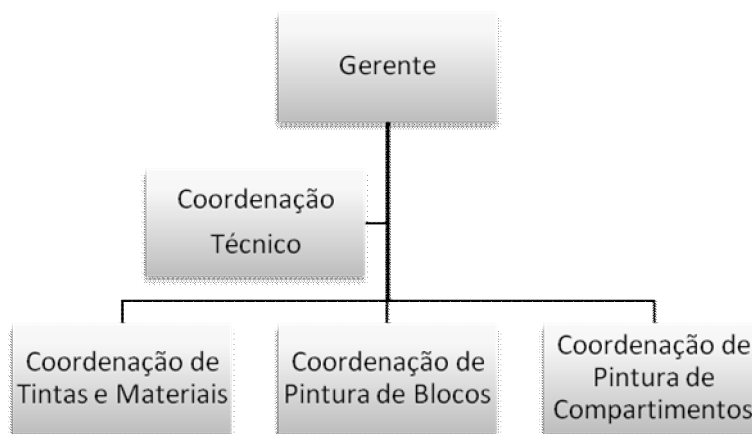 Gerente
Coordenação
Técnico
Coordenação de
Tintas e Materiais
Coordenação de
Pintura de Blocos
Coordenação de
Pintura de
Compartimentos